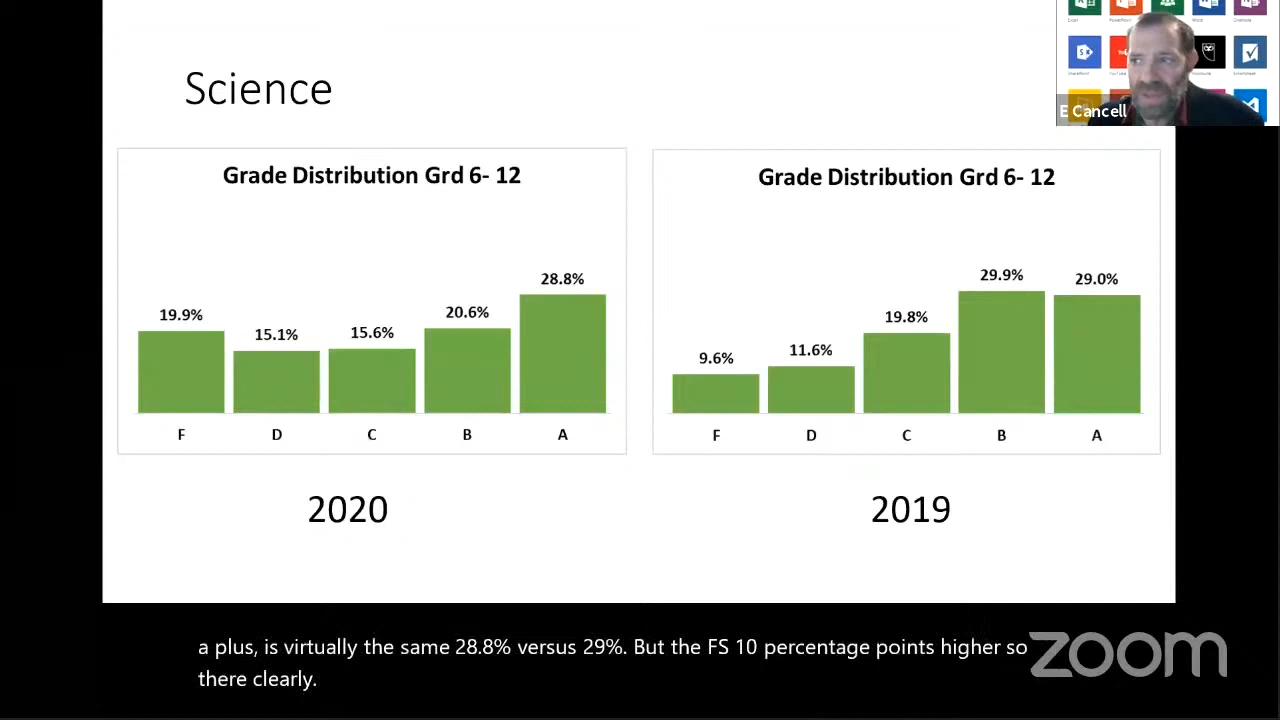 Science
E Cancell
Grade Distribution Grd 6- 12
28.8%
20.6%
19.9%
15.6%
15.1%
F D C B A
2020
Grade Distribution Grd 6- 12
29.9%
29.0%
19.8%
11.6%
9.6%
F D C B A
2019
a plus, is virtually the same 28.8% versus 29%. But the FS 10 percentage points higher so
there clearly.
zoom